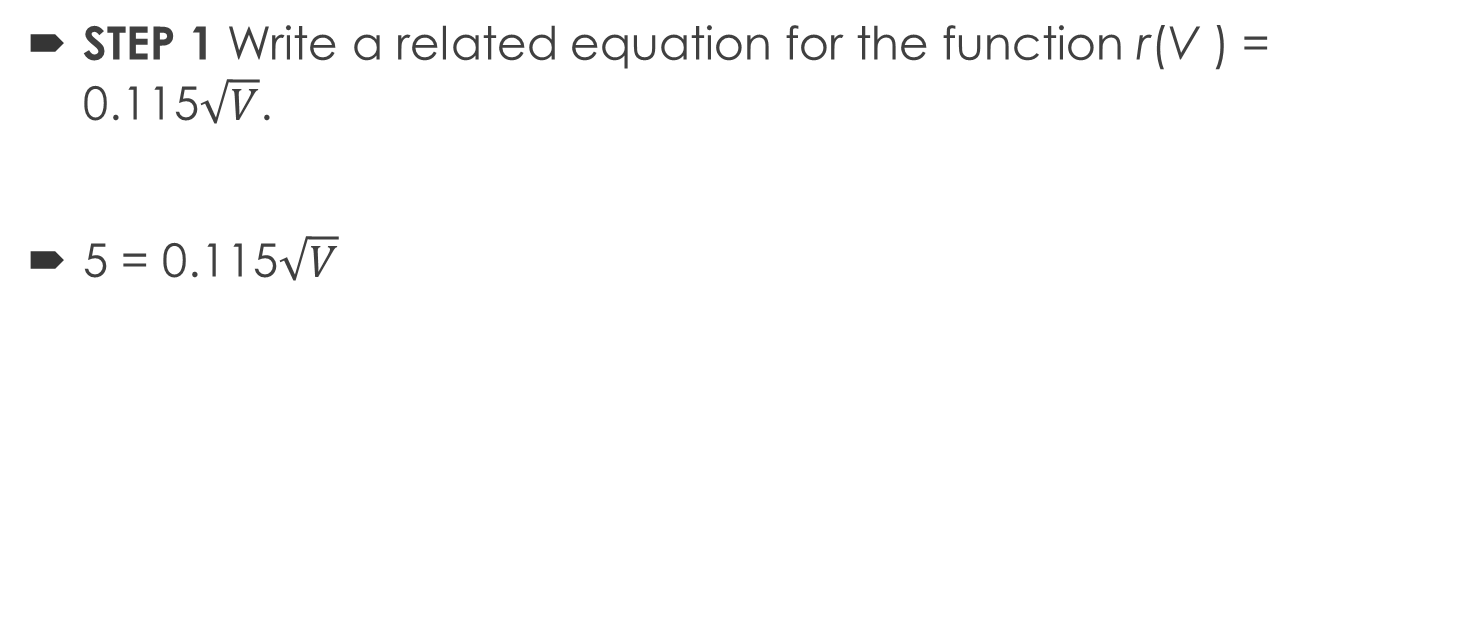 STEP 1 Write a related equation for the function r(V ) =
0.115√V.
5 = 0.115√V